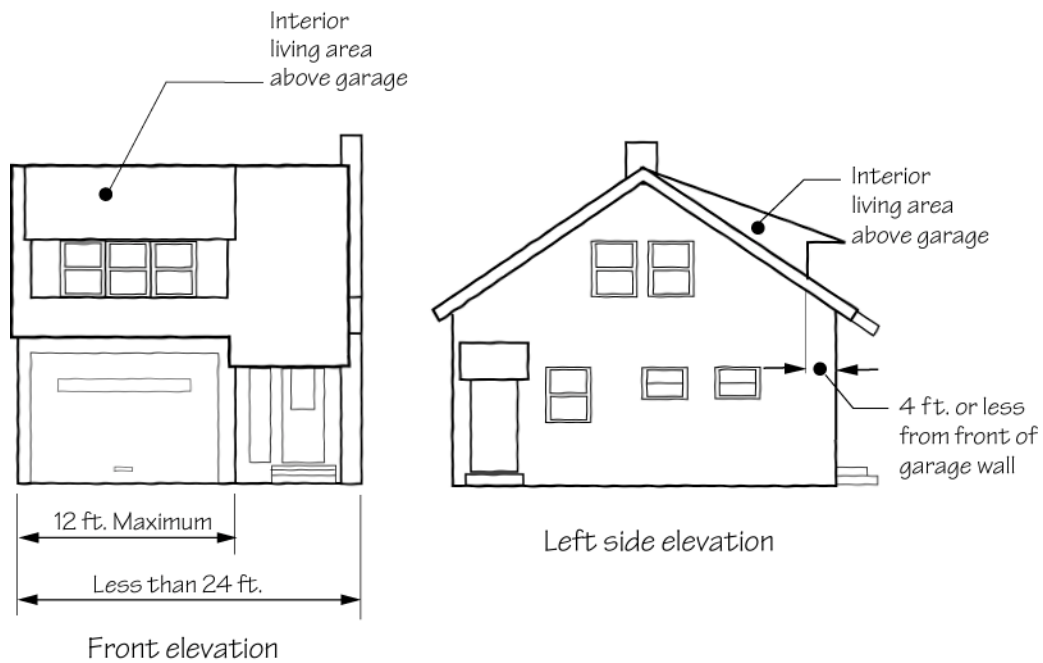 Interior
living area
above garage
12 ft. Maximum
Less than 24 ft.
Front elevation
Interior
living area
above garage
4 ft. or less
from front of
garage wall
Left side elevation